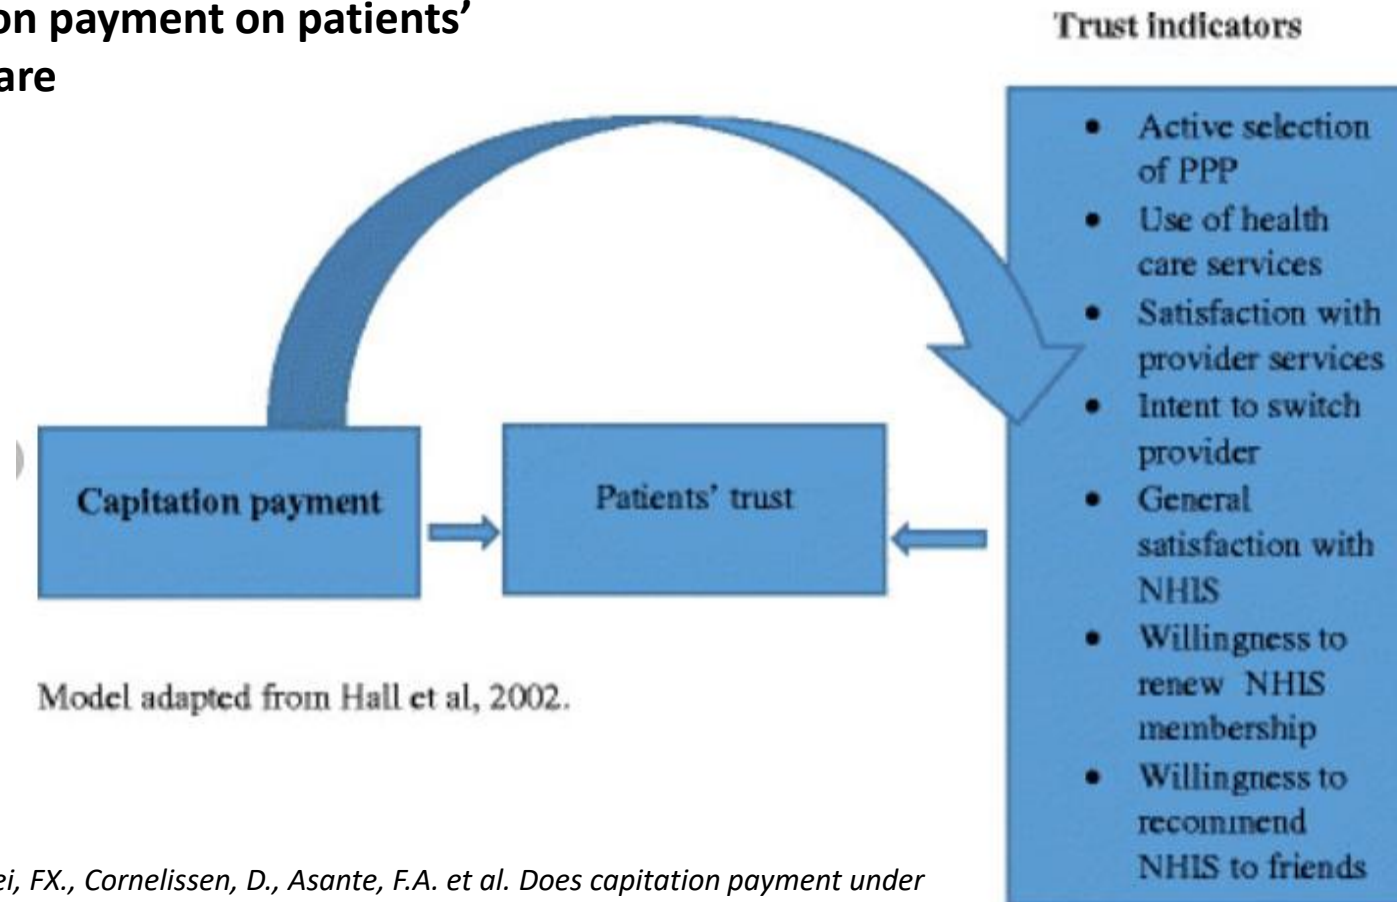 on payment on patients’
are
Trust indicators
• Active selection
of PPP
• Use of health
care services
• Satisfaction with
provider services
• Intent to switch
provider
• General
satisfaction with
NHIS
• Willingness to
renew NHIS
membership
• Willingness to
recommend
NHIS to friends
Capitation payment
Patients’ trust
Model adapted from Hall et al, 2002.
ei, FX., Cornelissen, D., Asante, F.A. et al. Does capitation payment under